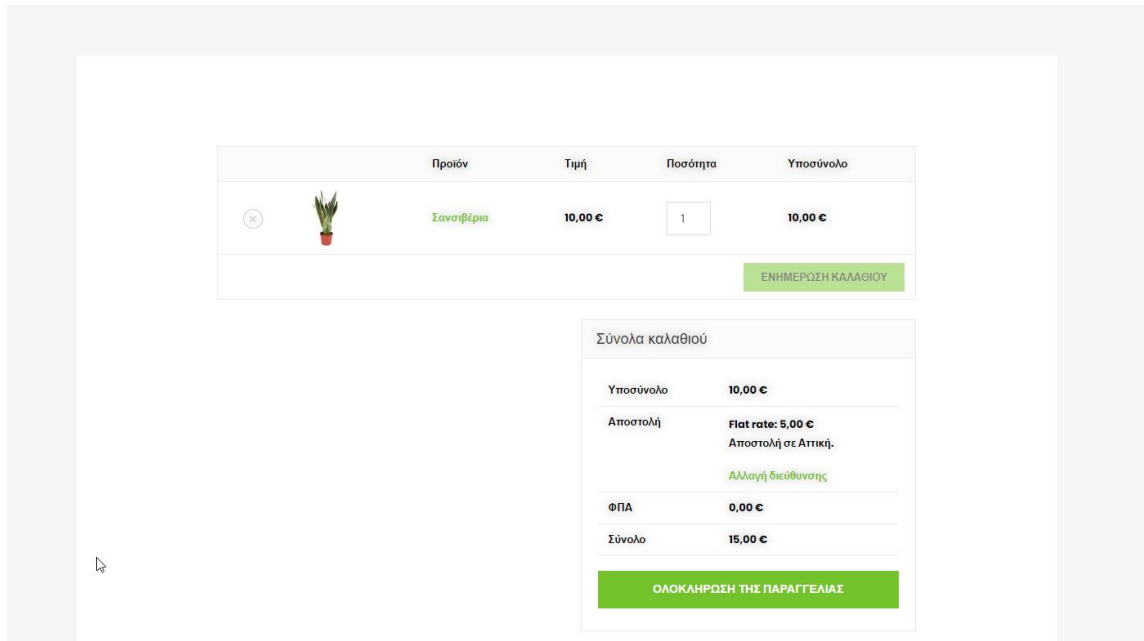 Προϊόν Τιμή Ποσότητα Υποσύνολο
Σανσιβέρια 10,00 € 1 10,00 €
ΕΝΗΜΕΡΩΣΗ ΚΑΛΑΘΙΟΥ
Σύνολα καλαθιού
Υποσύνολο 10,00 €
Αποστολή Flat rate: 5,00 €
Αποστολή σε Αττική.
Αλλαγή διεύθυνσης
ΦΠΑ 0,00 €
Σύνολο 15,00 €
ΟΛΟΚΛΗΡΩΣΗ ΤΗΣ ΠΑΡΑΓΓΕΛΙΑΣ